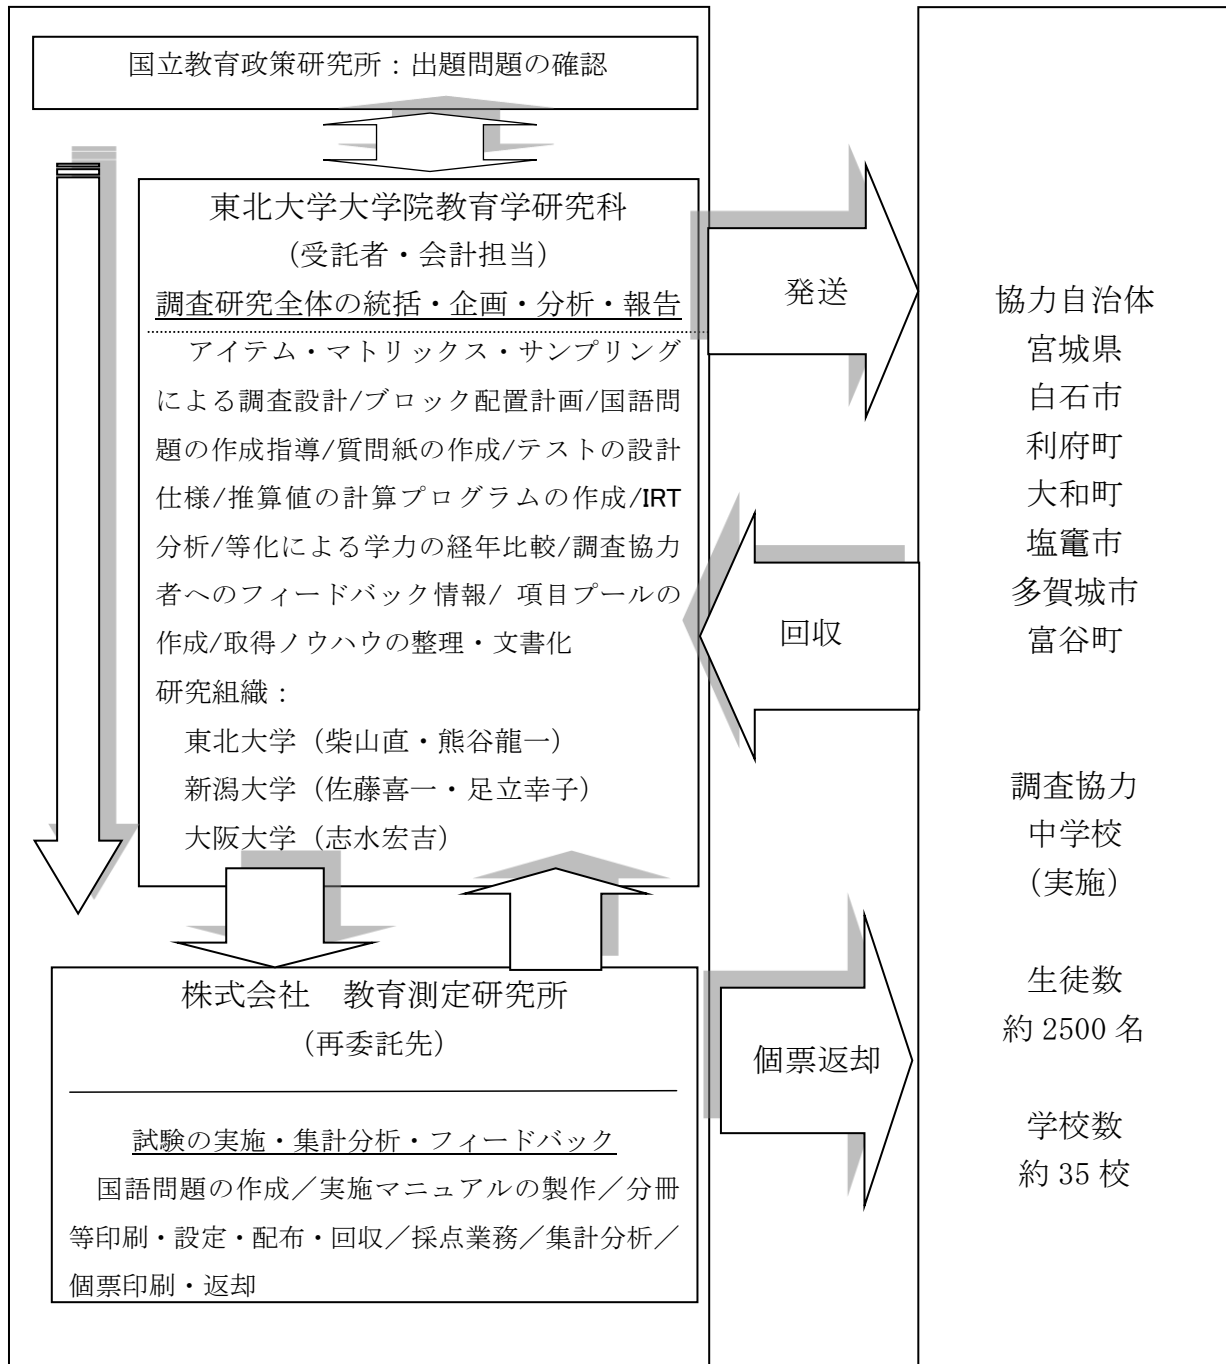 国立教育政策研究所：出題問題の確認
東北大学大学院教育学研究科
（受託者・会計担当）
調査研究全体の統括・企画・分析・報告
アイテム・マトリックス・サンプリング
による調査設計/ブロック配置計画/国語問
題の作成指導/質問紙の作成/テストの設計
仕様/推算値の計算プログラムの作成/IRT
分析/等化による学力の経年比較/調査協力
者へのフィードバック情報/ 項目プールの
作成/取得ノウハウの整理・文書化
研究組織：
東北大学（柴山直・熊谷龍一）
新潟大学（佐藤喜一・足立幸子）
大阪大学（志水宏吉）
株式会社　教育測定研究所
（再委託先）
試験の実施・集計分析・フィードバック
国語問題の作成／実施マニュアルの製作／分冊
等印刷・設定・配布・回収／採点業務／集計分析／
個票印刷・返却
発送
回収
個票返却
協力自治体
宮城県
白石市
利府町
大和町
塩竈市
多賀城市
富谷町
調査協力
中学校
（実施）
生徒数
約 2500 名
学校数
約 35 校